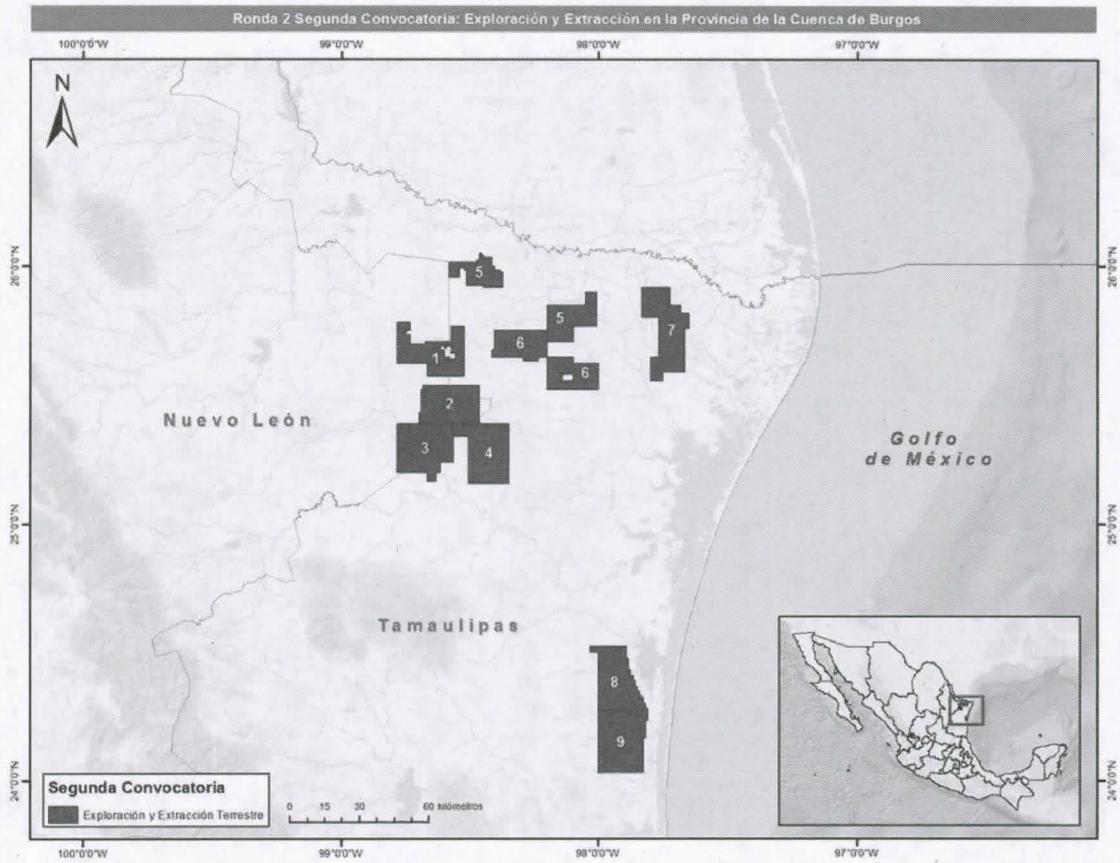 Ronda 2 Segunda Convocatoria: Exploración y Extracción en la Provincia de la Cuenca de Burgos
100°0'0"W 99°0'0"W 98°0'0"W 97°0'0"W
N
26°0'0"N 26°0'0"N
5
5
7
6
1
6
2
Nuevo León
3
4
Golfo
de México
25°0'0"N 25°0'0"N
Tamaulipas
8
9
24°0'0"N 24°0'0"N
Segunda Convocatoria
Exploración y Extracción Terrestre
0 15 30 60 Kilómetros
100°0'0"W 99°0'0"W 98°0'0"W 97°0'0"W